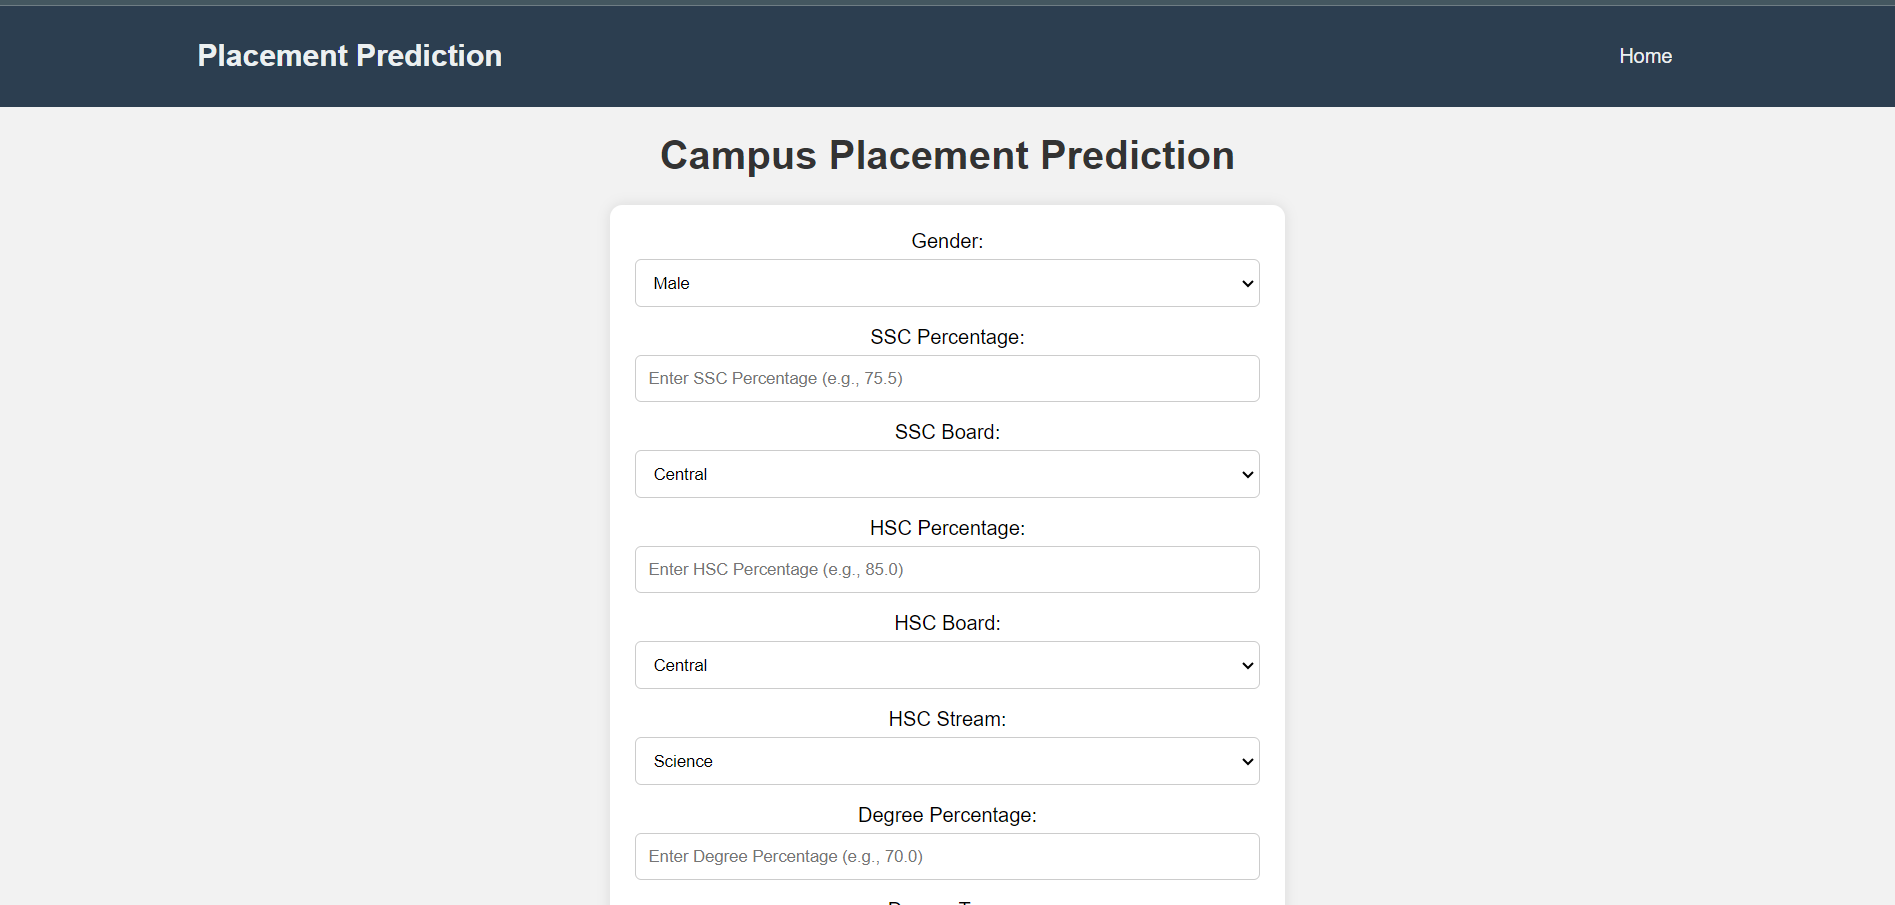 Placement Prediction
Home
Campus Placement Prediction
Gender:
Male
SSC Percentage:
Enter SSC Percentage (e.g., 75.5)
SSC Board:
Central
HSC Percentage:
Enter HSC Percentage (e.g., 85.0)
HSC Board:
Central
HSC Stream:
Science
Degree Percentage:
Enter Degree Percentage (e.g., 70.0)